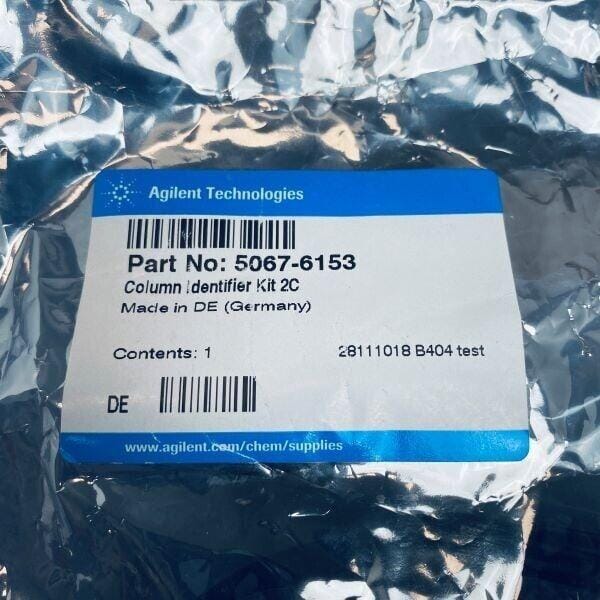 Agilent Technologies
Part No: 5067-6153
Column Identifier Kit 2C
Made in DE (Germany)
Contents: 1
28111018 B404 test
DE
www.agilent.com/chem/supplies